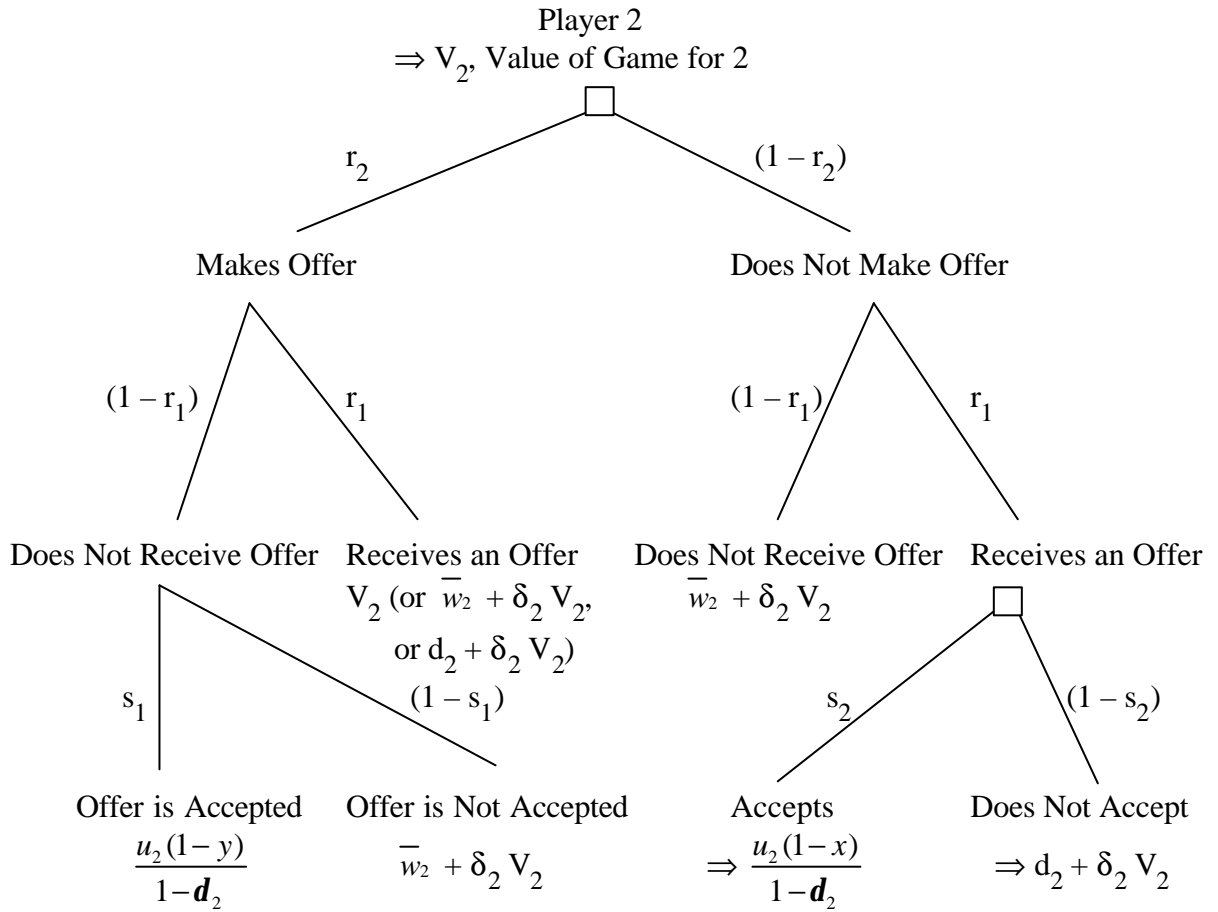 Player 2
⇒ V₂, Value of Game for 2
r₂ (1 – r₂)
Makes Offer Does Not Make Offer
(1 – r₁) r₁ (1 – r₁) r₁
Does Not Receive Offer Receives an Offer Does Not Receive Offer Receives an Offer
V₂ (or w̅₂ + δ₂ V₂, w̅₂ + δ₂ V₂
or d₂ + δ₂ V₂)
s₁ (1 – s₁) s₂ (1 – s₂)
Offer is Accepted Offer is Not Accepted Accepts Does Not Accept
u₂(1–y) / 1–d₂ w̅₂ + δ₂ V₂ ⇒ u₂(1–x) / 1–d₂ ⇒ d₂ + δ₂ V₂